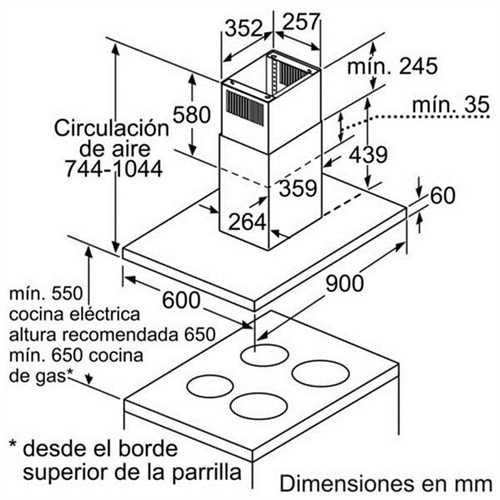 352
257
mín. 245
580
mín. 35
Circulación
de aire
744-1044
439
359
264
60
600
900
mín. 550
cocina eléctrica
altura recomendada 650
mín. 650 cocina
de gas*
* desde el borde
superior de la parrilla
Dimensiones en mm